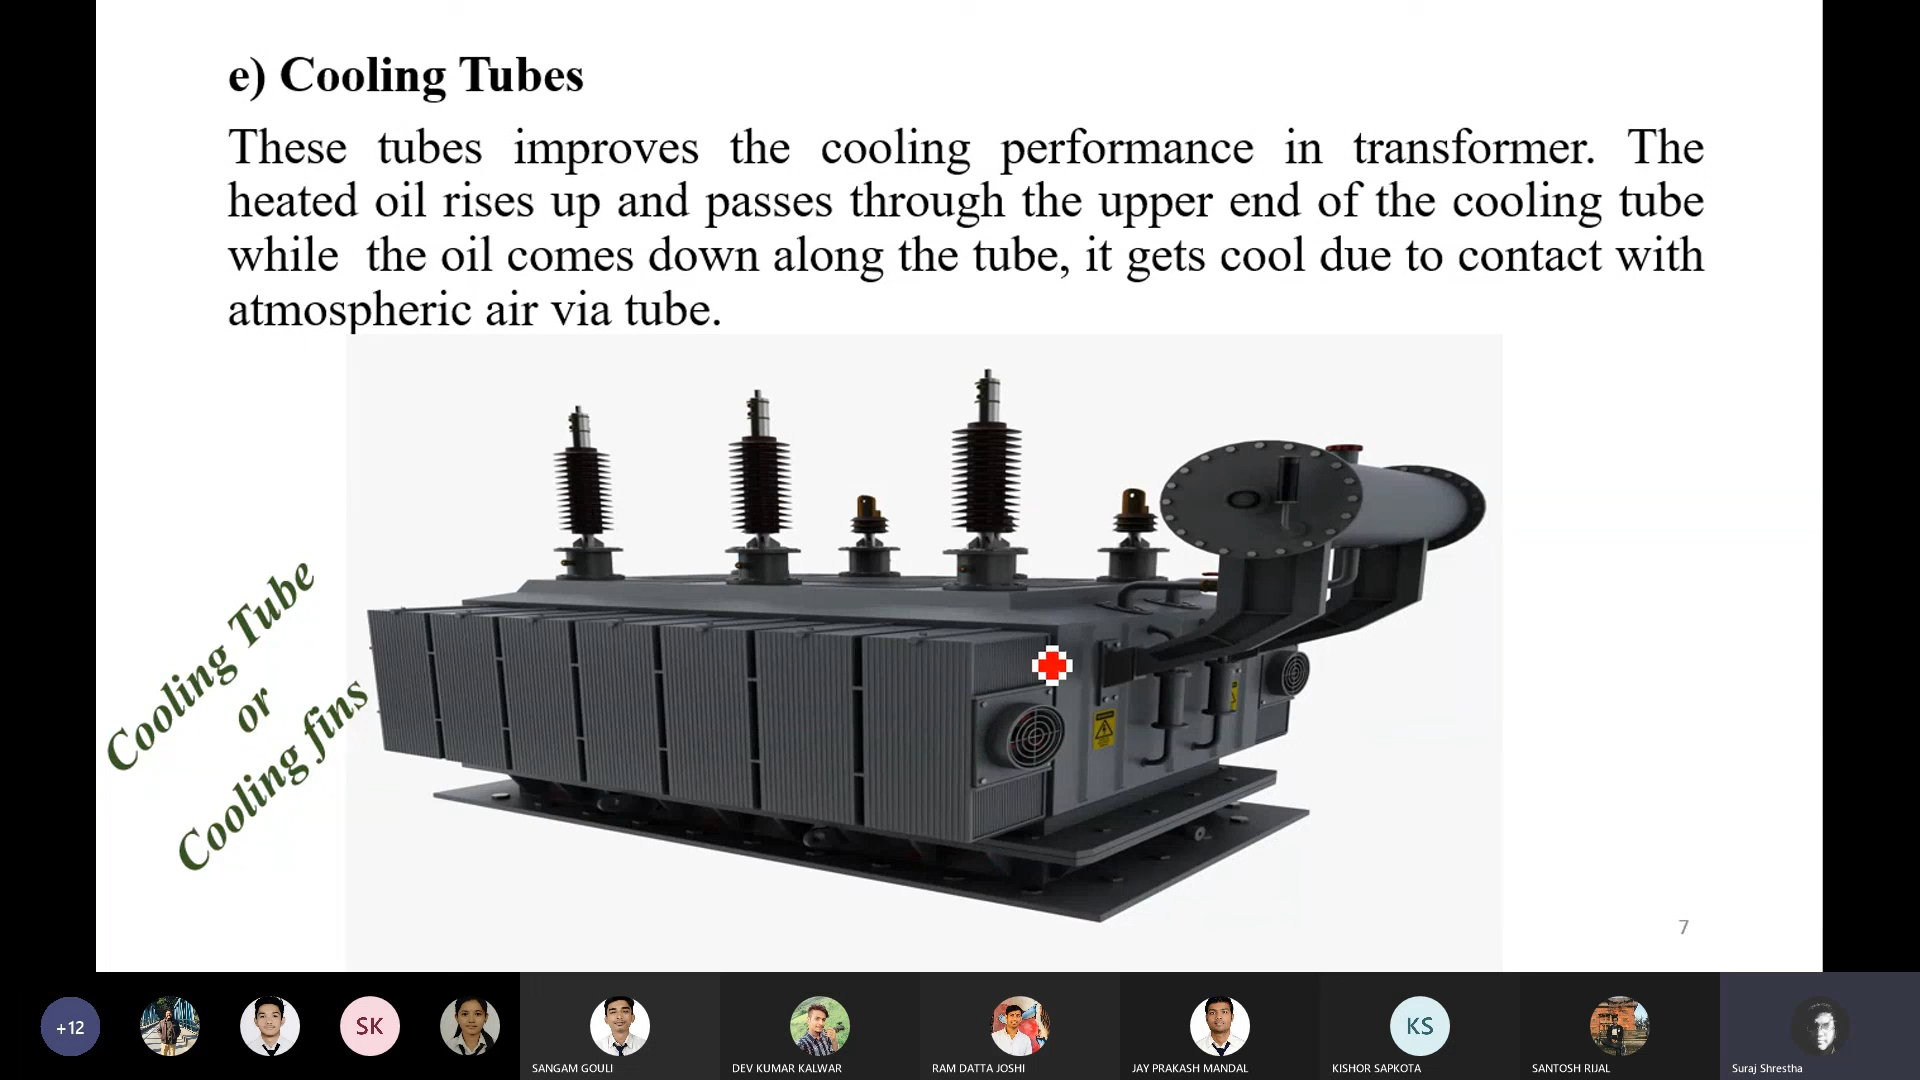 e) Cooling Tubes
These tubes improves the cooling performance in transformer. The
heated oil rises up and passes through the upper end of the cooling tube
while the oil comes down along the tube, it gets cool due to contact with
atmospheric air via tube.
Cooling Tube
or
Cooling fins
7
+12
SK
KS
SANGAM GOULI
DEV KUMAR KALWAR
RAM DATTA JOSHI
JAY PRAKASH MANDAL
KISHOR SAPKOTA
SANTOSH RIJAL
Suraj Shrestha